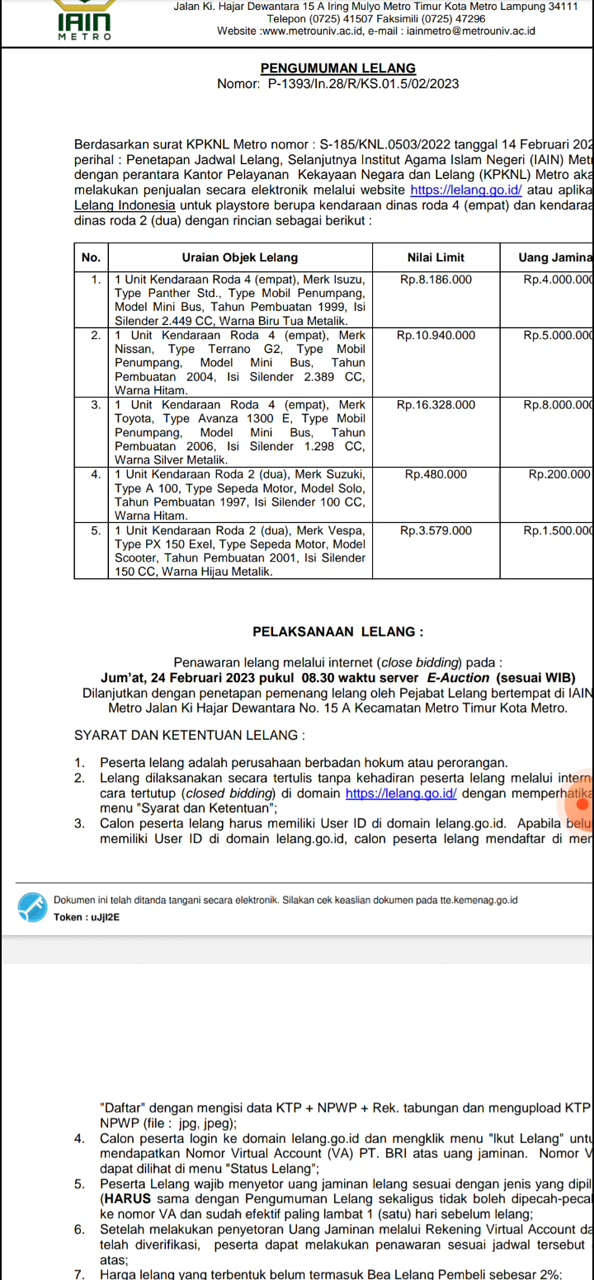 IAIN
METRO
Jalan Ki. Hajar Dewantara 15 A Iring Mulyo Metro Timur Kota Metro Lampung 34111
Telepon (0725) 41507 Faksimili (0725) 47296
Website :www.metrouniv.ac.id, e-mail : iainmetro@metrouniv.ac.id
PENGUMUMAN LELANG
Nomor: P-1393/In.28/R/KS.01.5/02/2023
Berdasarkan surat KPKNL Metro nomor : S-185/KNL.0503/2022 tanggal 14 Februari 202
perihal : Penetapan Jadwal Lelang, Selanjutnya Institut Agama Islam Negeri (IAIN) Met
dengan perantara Kantor Pelayanan Kekayaan Negara dan Lelang (KPKNL) Metro aka
melakukan penjualan secara elektronik melalui website https://lelang.go.id/ atau aplika
Lelang Indonesia untuk playstore berupa kendaraan dinas roda 4 (empat) dan kendaraa
dinas roda 2 (dua) dengan rincian sebagai berikut :
No. Uraian Objek Lelang Nilai Limit Uang Jamina
1. 1 Unit Kendaraan Roda 4 (empat), Merk Isuzu, Rp.8.186.000 Rp.4.000.000
Type Panther Std., Type Mobil Penumpang,
Model Mini Bus, Tahun Pembuatan 1999, Isi
Silender 2.449 CC, Warna Biru Tua Metalik.
2. 1 Unit Kendaraan Roda 4 (empat), Merk Rp.10.940.000 Rp.5.000.000
Nissan, Type Terrano G2, Type Mobil
Penumpang, Model Mini Bus, Tahun
Pembuatan 2004, Isi Silender 2.389 CC,
Warna Hitam.
3. 1 Unit Kendaraan Roda 4 (empat), Merk Rp.16.328.000 Rp.8.000.000
Toyota, Type Avanza 1300 E, Type Mobil
Penumpang, Model Mini Bus, Tahun
Pembuatan 2006, Isi Silender 1.298 CC,
Warna Silver Metalik.
4. 1 Unit Kendaraan Roda 2 (dua), Merk Suzuki, Rp.480.000 Rp.200.000
Type A 100, Type Sepeda Motor, Model Solo,
Tahun Pembuatan 1997, Isi Silender 100 CC,
Warna Hitam.
5. 1 Unit Kendaraan Roda 2 (dua), Merk Vespa, Rp.3.579.000 Rp.1.500.000
Type PX 150 Exel, Type Sepeda Motor, Model
Scooter, Tahun Pembuatan 2001, Isi Silender
150 CC, Warna Hijau Metalik.
PELAKSANAAN LELANG :
Penawaran lelang melalui internet (close bidding) pada :
Jum'at, 24 Februari 2023 pukul 08.30 waktu server E-Auction (sesuai WIB)
Dilanjutkan dengan penetapan pemenang lelang oleh Pejabat Lelang bertempat di IAIN
Metro Jalan Ki Hajar Dewantara No. 15 A Kecamatan Metro Timur Kota Metro.
SYARAT DAN KETENTUAN LELANG :
1. Peserta lelang adalah perusahaan berbadan hokum atau perorangan.
2. Lelang dilaksanakan secara tertulis tanpa kehadiran peserta lelang melalui intern
cara tertutup (closed bidding) di domain https://lelang.go.id/ dengan memperhatika
menu "Syarat dan Ketentuan";
3. Calon peserta lelang harus memiliki User ID di domain lelang.go.id. Apabila belu
memiliki User ID di domain lelang.go.id, calon peserta lelang mendaftar di mer
Dokumen ini telah ditanda tangani secara elektronik. Silakan cek keaslian dokumen pada tte.kemenag.go.id
Token : uJjI2E
"Daftar" dengan mengisi data KTP + NPWP + Rek. tabungan dan mengupload KTP
NPWP (file : jpg, jpeg);
4. Calon peserta login ke domain lelang.go.id dan mengklik menu "Ikut Lelang" untu
mendapatkan Nomor Virtual Account (VA) PT. BRI atas uang jaminan. Nomor V
dapat dilihat di menu "Status Lelang";
5. Peserta Lelang wajib menyetor uang jaminan lelang sesuai dengan jenis yang dipil
(HARUS sama dengan Pengumuman Lelang sekaligus tidak boleh dipecah-pecal
ke nomor VA dan sudah efektif paling lambat 1 (satu) hari sebelum lelang;
6. Setelah melakukan penyetoran Uang Jaminan melalui Rekening Virtual Account da
telah diverifikasi, peserta dapat melakukan penawaran sesuai jadwal tersebut
atas;
7. Harga lelang yang terbentuk belum termasuk Bea Lelang Pembeli sebesar 2%;